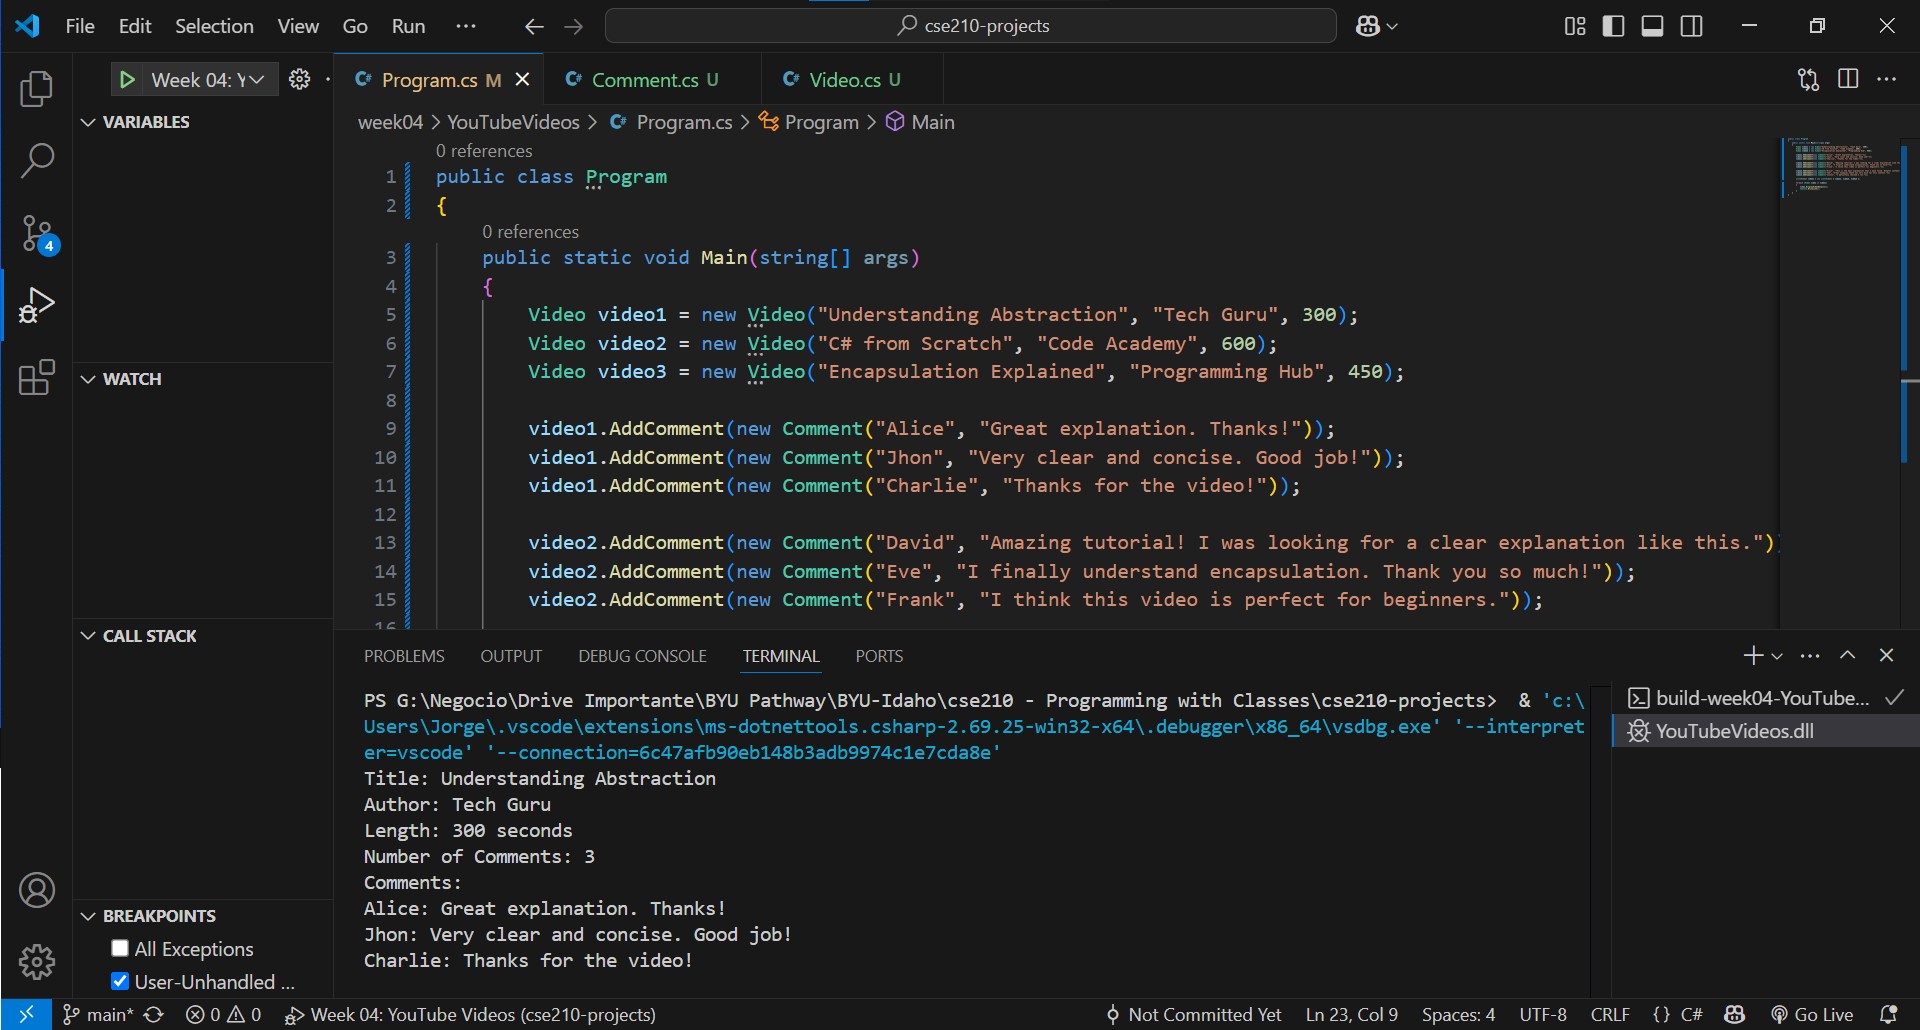 File Edit Selection View Go Run ··· cse210-projects
Week 04: Y
Program.cs M Comment.cs U Video.cs U
VARIABLES
week04 > YouTubeVideos > Program.cs > Program > Main
0 references
1 public class Program
2 {
0 references
3 public static void Main(string[] args)
4 {
5 Video video1 = new Video("Understanding Abstraction", "Tech Guru", 300);
6 Video video2 = new Video("C# from Scratch", "Code Academy", 600);
7 Video video3 = new Video("Encapsulation Explained", "Programming Hub", 450);
8
9 video1.AddComment(new Comment("Alice", "Great explanation. Thanks!"));
10 video1.AddComment(new Comment("Jhon", "Very clear and concise. Good job!"));
11 video1.AddComment(new Comment("Charlie", "Thanks for the video!"));
12
13 video2.AddComment(new Comment("David", "Amazing tutorial! I was looking for a clear explanation like this.")
14 video2.AddComment(new Comment("Eve", "I finally understand encapsulation. Thank you so much!"));
15 video2.AddComment(new Comment("Frank", "I think this video is perfect for beginners."));
16
4
WATCH
CALL STACK
BREAKPOINTS
All Exceptions
User-Unhandled ...
PROBLEMS OUTPUT DEBUG CONSOLE TERMINAL PORTS
PS G:\Negocio\Drive Importante\BYU Pathway\BYU-Idaho\cse210 - Programming with Classes\cse210-projects>  & 'c:\
Users\Jorge\.vscode\extensions\ms-dotnettools.csharp-2.69.25-win32-x64\.debugger\x86_64\vsdbg.exe' '--interpret
er=vscode' '--connection=6c47afb90eb148b3adb9974c1e7cda8e'
Title: Understanding Abstraction
Author: Tech Guru
Length: 300 seconds
Number of Comments: 3
Comments:
Alice: Great explanation. Thanks!
Jhon: Very clear and concise. Good job!
Charlie: Thanks for the video!
build-week04-YouTube...
YouTubeVideos.dll
main* 0 0 Week 04: YouTube Videos (cse210-projects) Not Committed Yet Ln 23, Col 9 Spaces: 4 UTF-8 CRLF {} C# Go Live